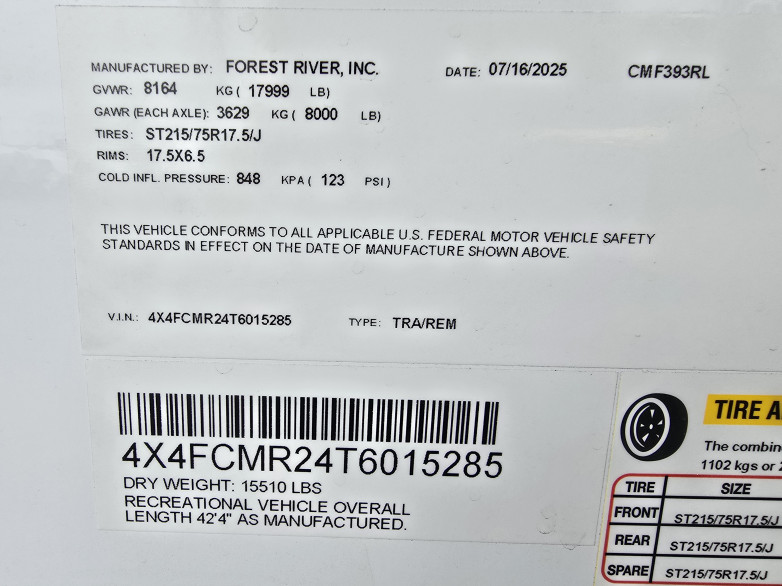 MANUFACTURED BY: FOREST RIVER, INC. DATE: 07/16/2025 CMF393RL
GVWR: 8164 KG ( 17999 LB)
GAWR (EACH AXLE): 3629 KG ( 8000 LB)
TIRES: ST215/75R17.5/J
RIMS: 17.5X6.5
COLD INFL. PRESSURE: 848 KPA ( 123 PSI )
THIS VEHICLE CONFORMS TO ALL APPLICABLE U.S. FEDERAL MOTOR VEHICLE SAFETY
STANDARDS IN EFFECT ON THE DATE OF MANUFACTURE SHOWN ABOVE.
V.I.N.: 4X4FCMR24T6015285 TYPE: TRA/REM
4X4FCMR24T6015285
DRY WEIGHT: 15510 LBS
RECREATIONAL VEHICLE OVERALL
LENGTH 42'4" AS MANUFACTURED.
TIRE A
The combin
1102 kgs or
TIRE SIZE
FRONT ST215/75R17.5/J
REAR ST215/75R17.5/J
SPARE ST215/75R17.5/J